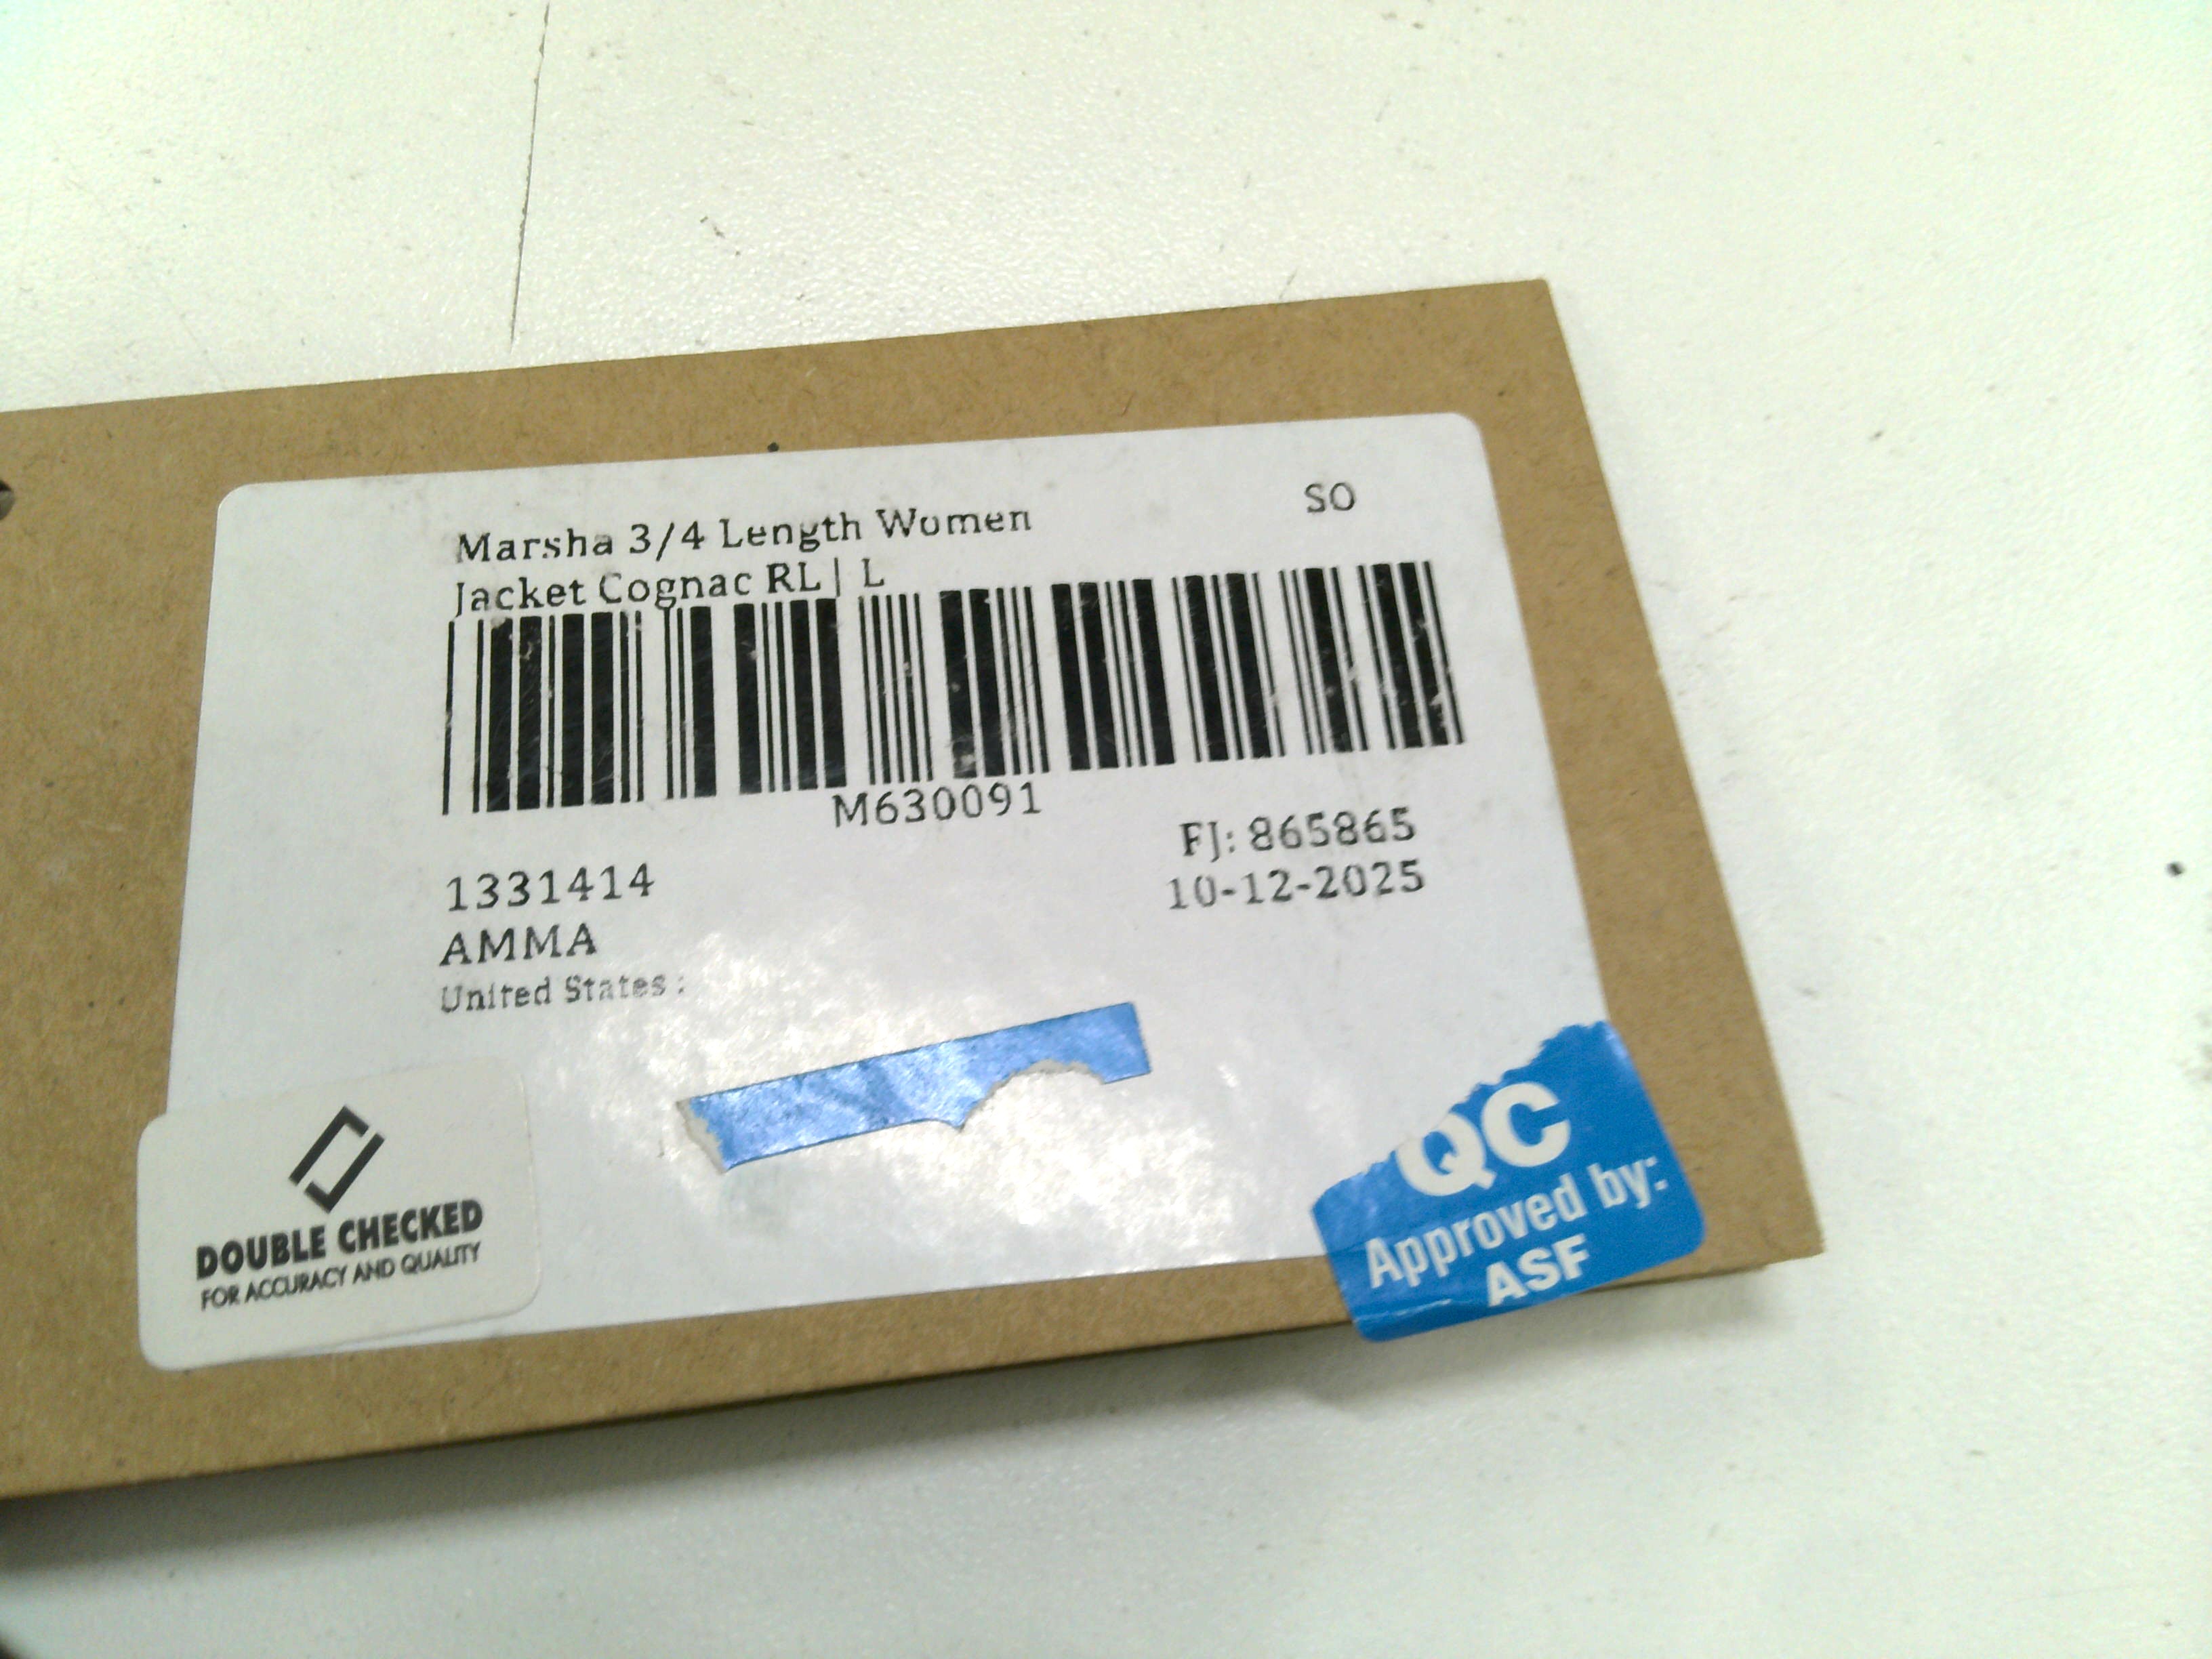 Marsha 3/4 Length Women
Jacket Cognac RL | L
SO
M630091
FJ: 865865
10-12-2025
1331414
AMMA
United States :
DOUBLE CHECKED
FOR ACCURACY AND QUALITY
QC
Approved by:
ASF